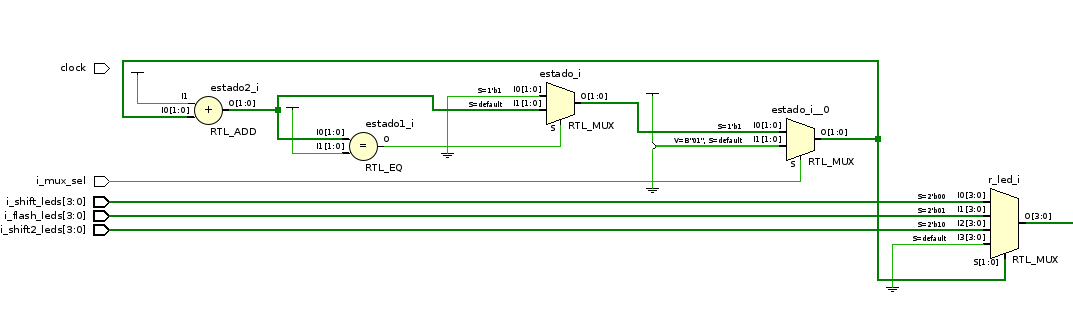 clock
estado2_i
I1
I0[1:0]
+
O[1:0]
RTL_ADD
estado1_i
I0[1:0]
I1[1:0]
=
O
RTL_EQ
estado_i
S=1'b1
I0[1:0]
S=default
I1[1:0]
O[1:0]
S
RTL_MUX
estado_i__0
S=1'b1
I0[1:0]
V=B"01", S=default
I1[1:0]
O[1:0]
S
RTL_MUX
i_mux_sel
i_shift_leds[3:0]
i_flash_leds[3:0]
i_shift2_leds[3:0]
r_led_i
S=2'b00
I0[3:0]
S=2'b01
I1[3:0]
S=2'b10
I2[3:0]
S=default
I3[3:0]
O[3:0]
S[1:0]
RTL_MUX